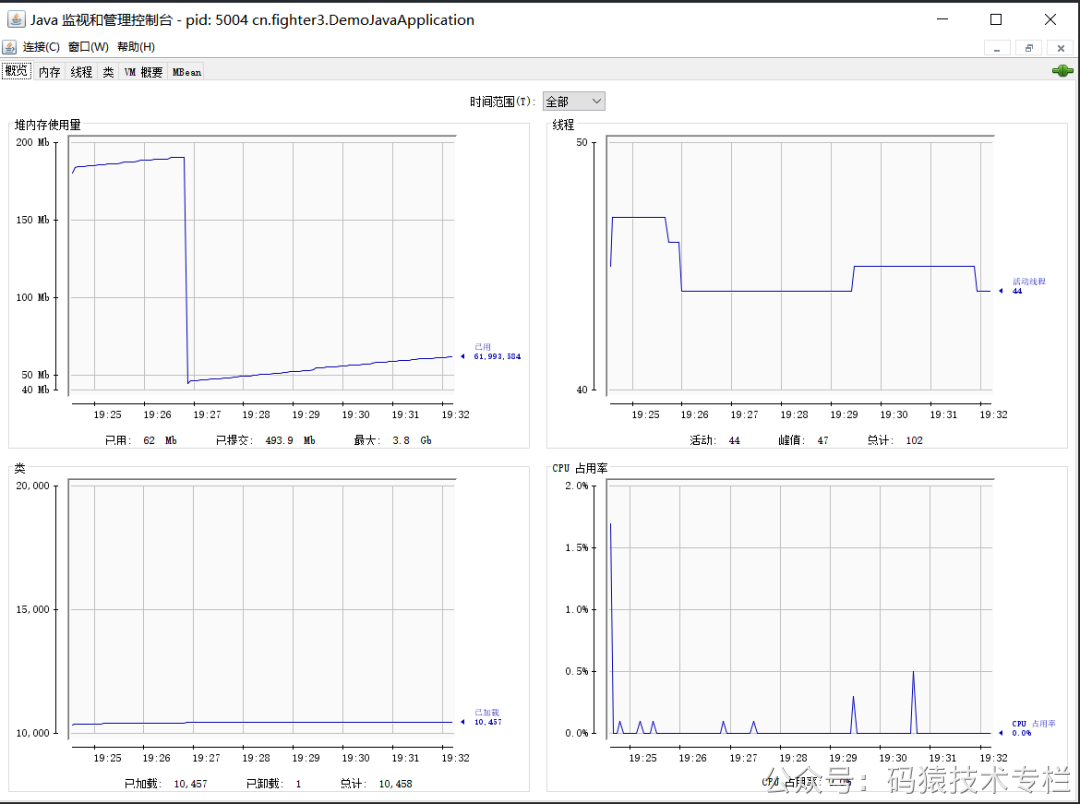 Java 监视和管理控制台 - pid: 5004 cn.fighter3.DemoJavaApplication
连接(C) 窗口(W) 帮助(H)
概览 内存 线程 类 VM 概要 MBean
时间范围(T): 全部
堆内存使用量
200 Mb
150 Mb
100 Mb
50 Mb
40 Mb
已用
61,993,584
19:25 19:26 19:27 19:28 19:29 19:30 19:31 19:32
已用: 62 Mb 已提交: 493.9 Mb 最大: 3.8 Gb
线程
50
40
活动线程
44
19:25 19:26 19:27 19:28 19:29 19:30 19:31 19:32
活动: 44 峰值: 47 总计: 102
类
20,000
15,000
10,000
已加载
10,457
19:25 19:26 19:27 19:28 19:29 19:30 19:31 19:32
已加载: 10,457 已卸载: 1 总计: 10,458
CPU 占用率
2.0%
1.5%
1.0%
0.5%
0.0%
CPU 占用率
0.0%
19:25 19:26 19:27 19:28 19:29 19:30 19:31 19:32
CPU 占用率: 0.0%
公众号：码猿技术专栏